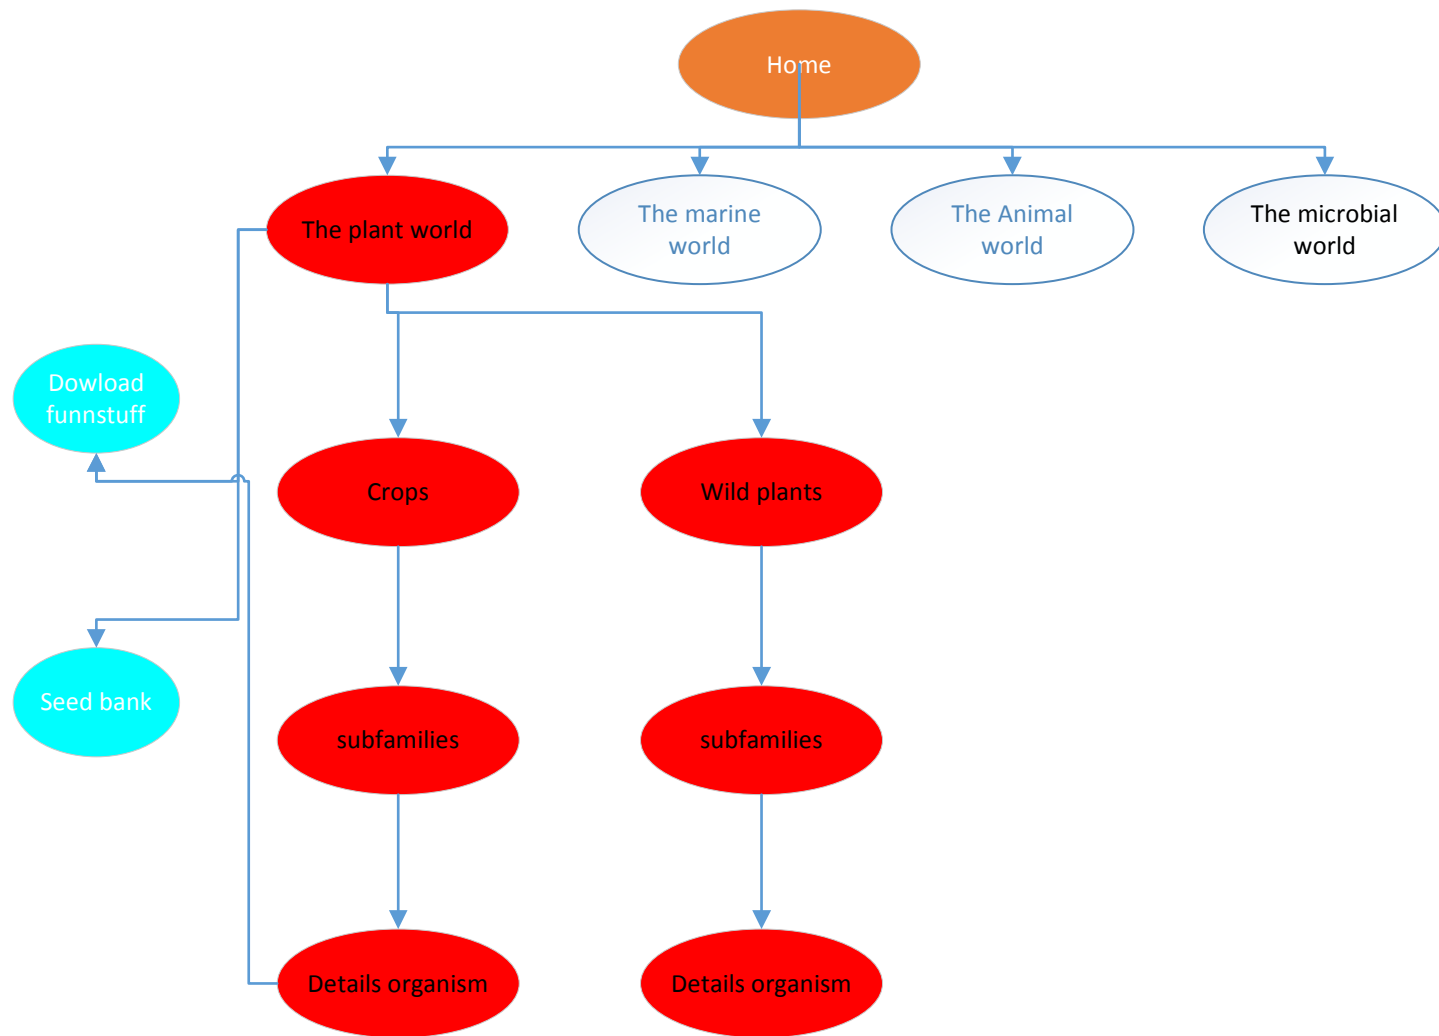 Home
The plant world
The marine
world
The Animal
world
The microbial
world
Dowload
funnstuff
Crops
Wild plants
Seed bank
subfamilies
subfamilies
Details organism
Details organism